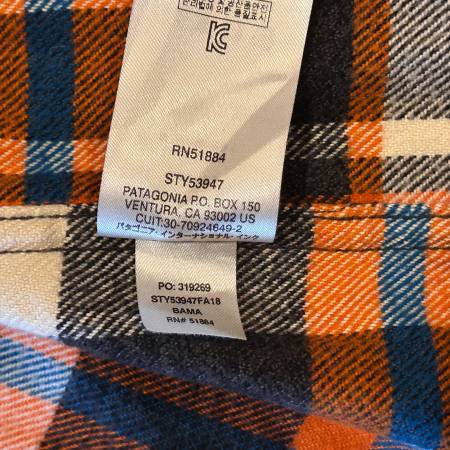 RN51884
STY53947
PATAGONIA P.O. BOX 150
VENTURA, CA 93002 US
CUIT:30-70924649-2
パタゴニア・インターナショナル・インク
PO: 319269
STY53947FA18
BAMA
RN# 51884